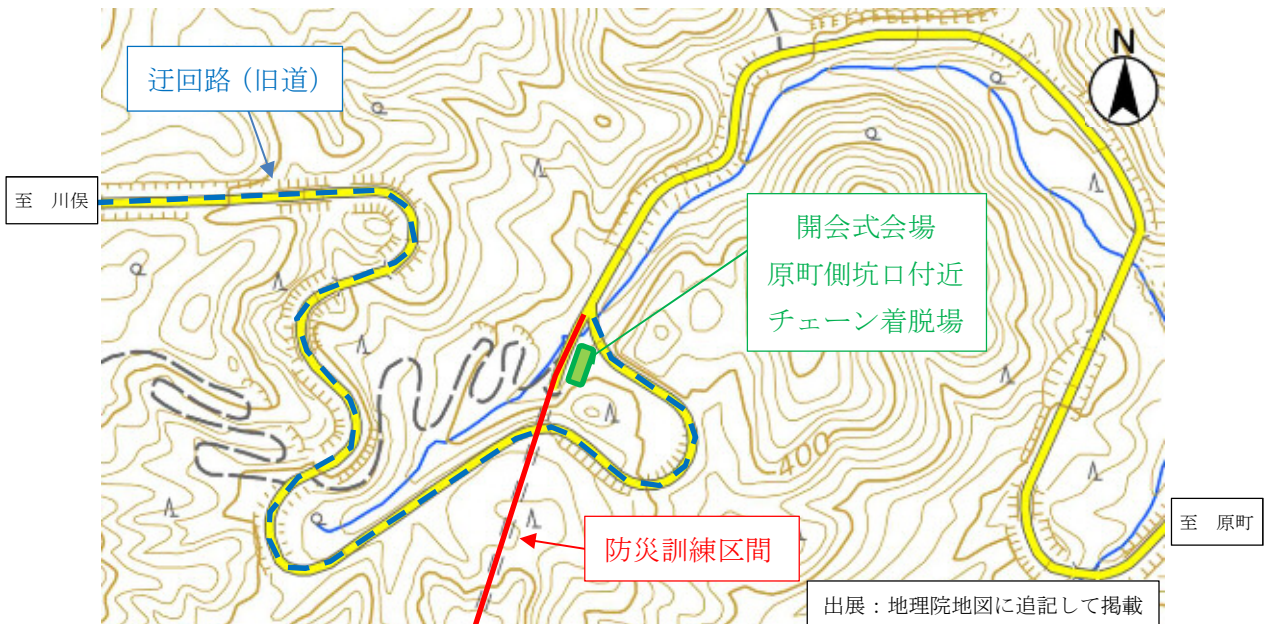 迂回路（旧道）
N
至　川俣
開会式会場
原町側坑口付近
チェーン着脱場
400
至　原町
防災訓練区間
出展：地理院地図に追記して掲載